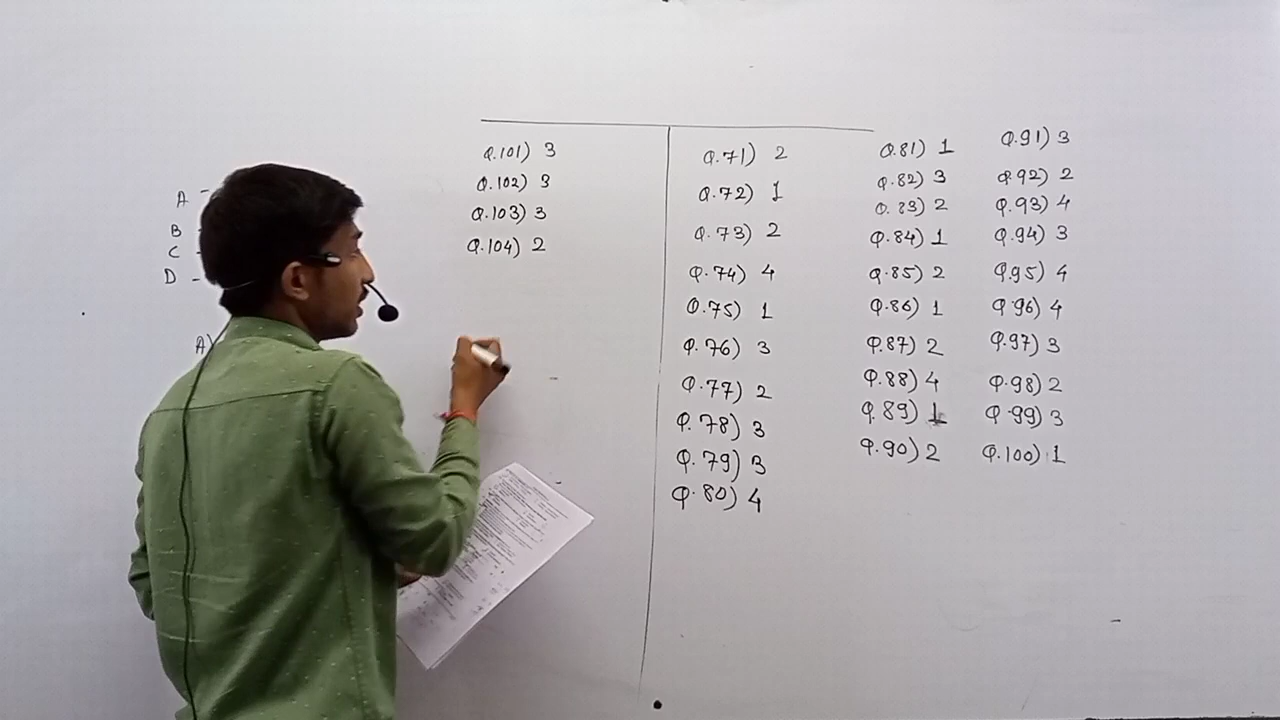 A -
B -
C -
D -
A)
Q.101) 3
Q.102) 3
Q.103) 3
Q.104) 2
Q.71) 2
Q.72) 1
Q.73) 2
Q.74) 4
Q.75) 1
Q.76) 3
Q.77) 2
Q.78) 3
Q.79) 3
Q.80) 4
Q.81) 1
Q.82) 3
Q.83) 2
Q.84) 1
Q.85) 2
Q.86) 1
Q.87) 2
Q.88) 4
Q.89) 1
Q.90) 2
Q.91) 3
Q.92) 2
Q.93) 4
Q.94) 3
Q.95) 4
Q.96) 4
Q.97) 3
Q.98) 2
Q.99) 3
Q.100) 1